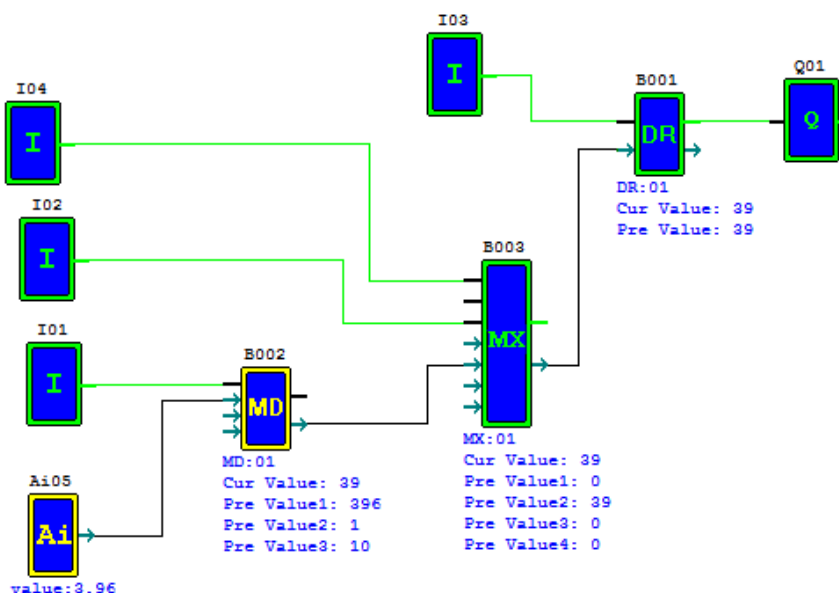 I03
I
B001
DR
Q01
Q
DR:01
Cur Value: 39
Pre Value: 39
I04
I
I02
I
B003
MX
MX:01
Cur Value: 39
Pre Value1: 0
Pre Value2: 39
Pre Value3: 0
Pre Value4: 0
I01
I
B002
MD
MD:01
Cur Value: 39
Pre Value1: 396
Pre Value2: 1
Pre Value3: 10
Ai05
Ai
value:3.96